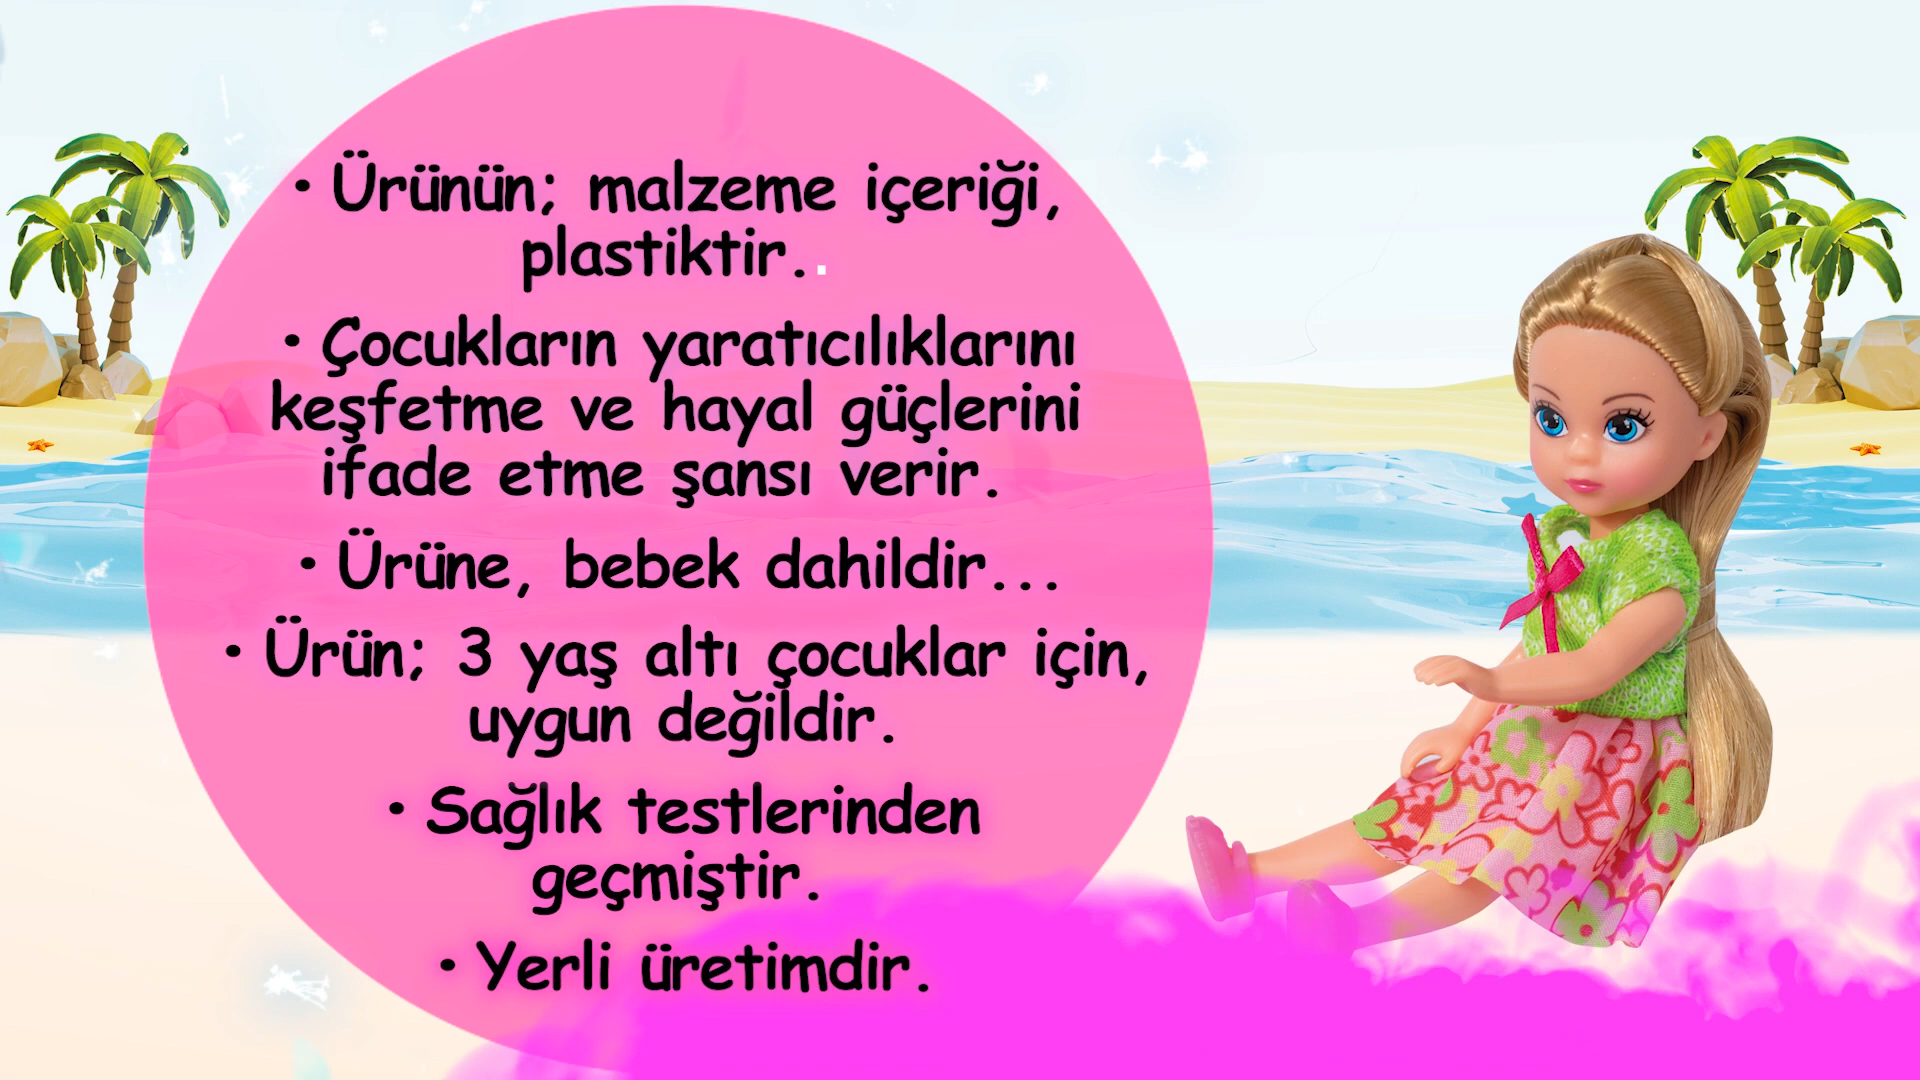 • Ürünün; malzeme içeriği,
plastiktir..
• Çocukların yaratıcılıklarını
keşfetme ve hayal güçlerini
ifade etme şansı verir.
• Ürüne, bebek dahildir...
• Ürün; 3 yaş altı çocuklar için,
uygun değildir.
• Sağlık testlerinden
geçmiştir.
• Yerli üretimdir.